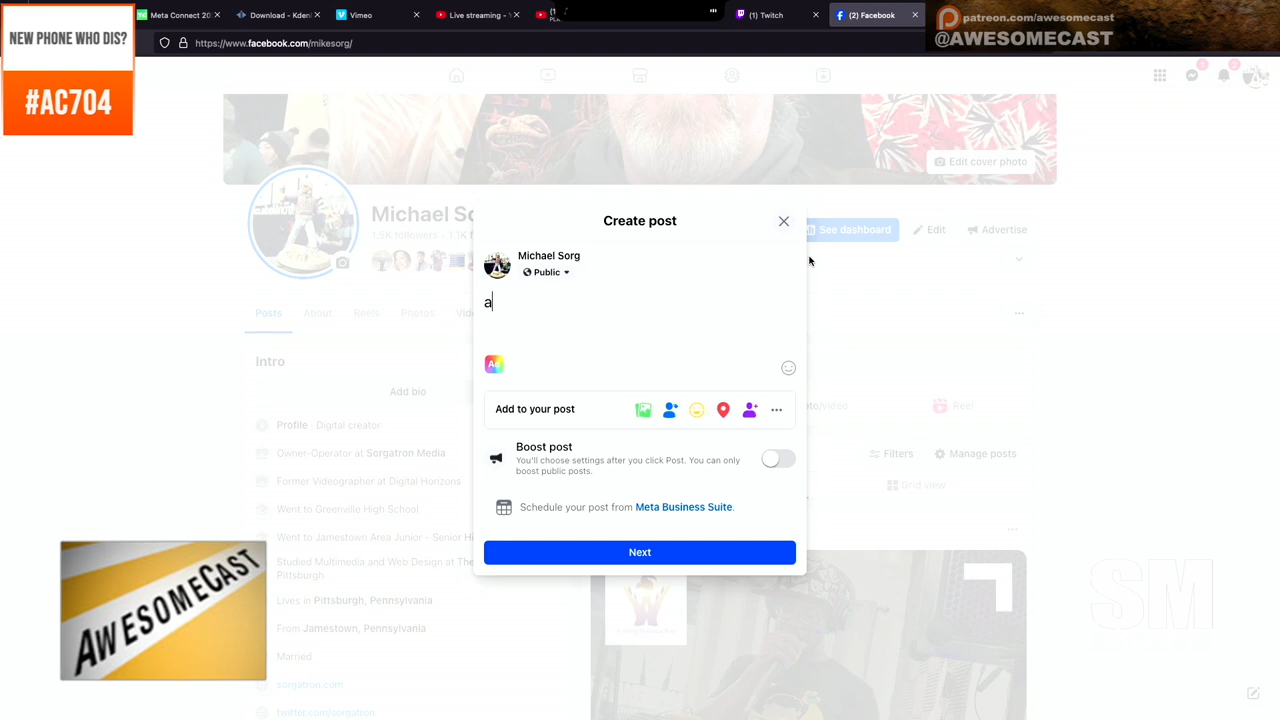 NEW PHONE WHO DIS?
#AC704
Meta Connect 20
Download - Kden
Vimeo
Live streaming -
(1) Twitch
(2) Facebook
patreon.com/awesomecast
@AWESOMECAST
https://www.facebook.com/mikesorg/
Edit cover photo
Michael So
1.5K followers
See dashboard
Edit
Advertise
Create post
Michael Sorg
Public
a
Posts
About
Reels
Photos
Intro
Add bio
Add to your post
Reel
Profile · Digital creator
Owner-Operator at Sorgatron Media
Former Videographer at Digital Horizons
Went to Greenville High School
Went to Jamestown Area Junior - Senior Hi
Studied Multimedia and Web Design at The
Pittsburgh
Lives in Pittsburgh, Pennsylvania
From Jamestown, Pennsylvania
Married
sorgatron.com
twitter.com/sorgatron
Boost post
You'll choose settings after you click Post. You can only
boost public posts.
Filters
Manage posts
Grid view
Schedule your post from Meta Business Suite.
Next
AWESOMECAST
SM